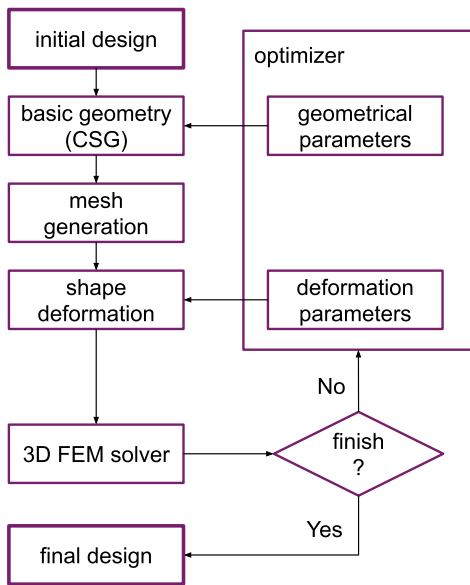 initial design
optimizer
basic geometry
(CSG)
geometrical
parameters
mesh
generation
shape
deformation
deformation
parameters
No
3D FEM solver
finish
?
Yes
final design